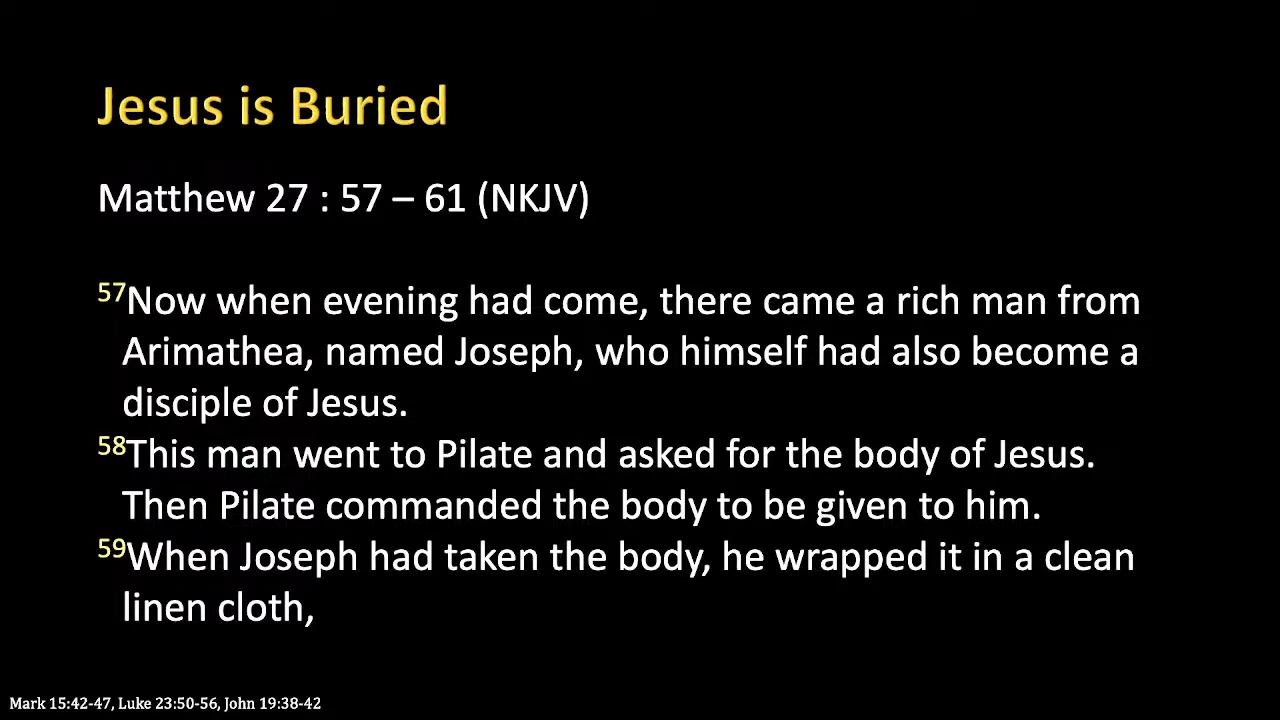 Jesus is Buried
Matthew 27 : 57 – 61 (NKJV)
57Now when evening had come, there came a rich man from
Arimathea, named Joseph, who himself had also become a
disciple of Jesus.
58This man went to Pilate and asked for the body of Jesus.
Then Pilate commanded the body to be given to him.
59When Joseph had taken the body, he wrapped it in a clean
linen cloth,
Mark 15:42-47, Luke 23:50-56, John 19:38-42